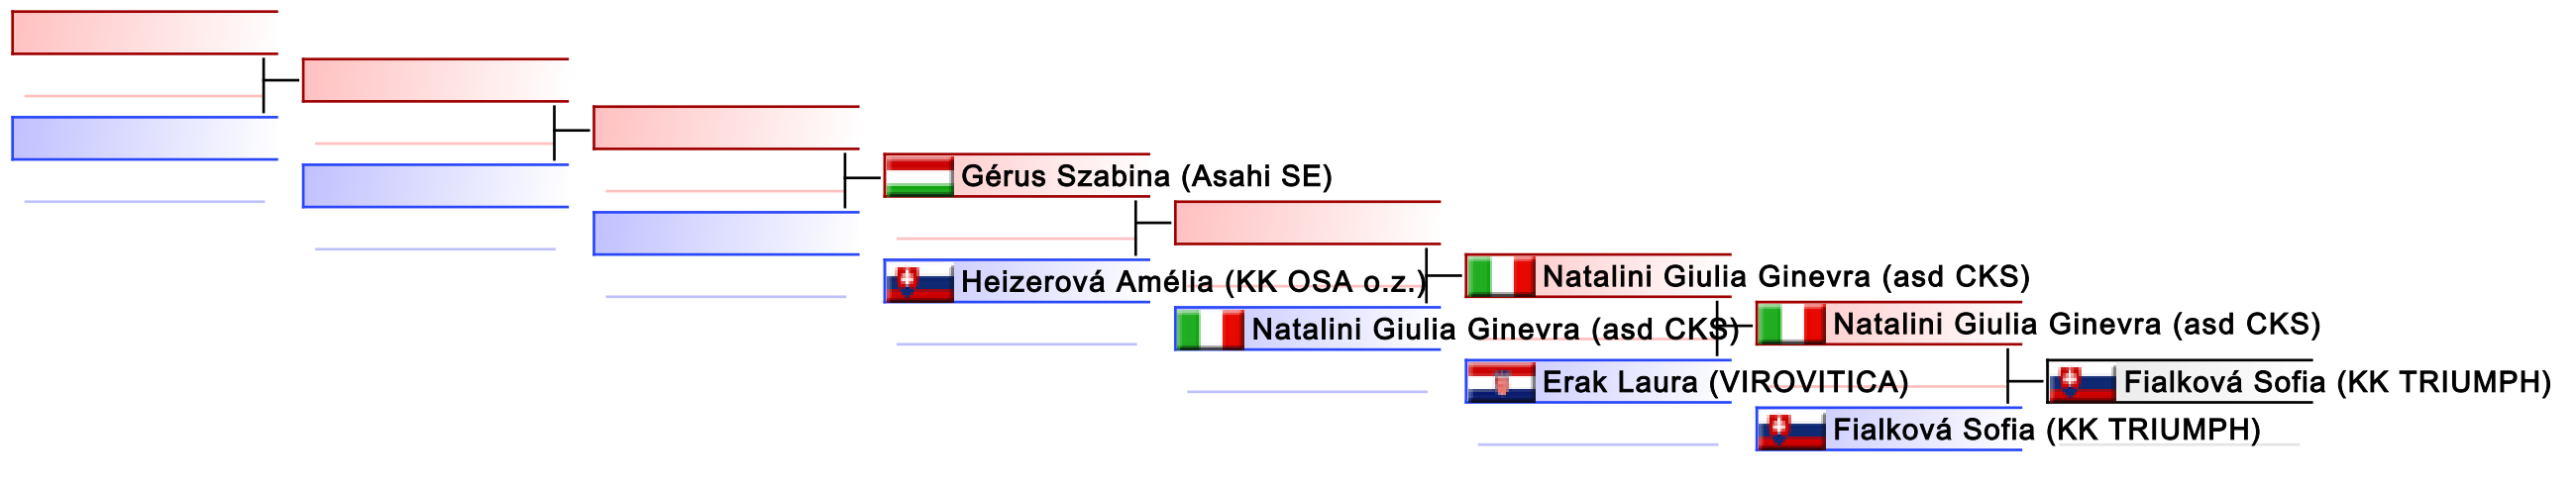 Gérus Szabina (Asahi SE)
Heizerová Amélia (KK OSA o.z.)
Natalini Giulia Ginevra (asd CKS)
Natalini Giulia Ginevra (asd CKS)
Erak Laura (VIROVITICA)
Natalini Giulia Ginevra (asd CKS)
Fialková Sofia (KK TRIUMPH)
Fialková Sofia (KK TRIUMPH)